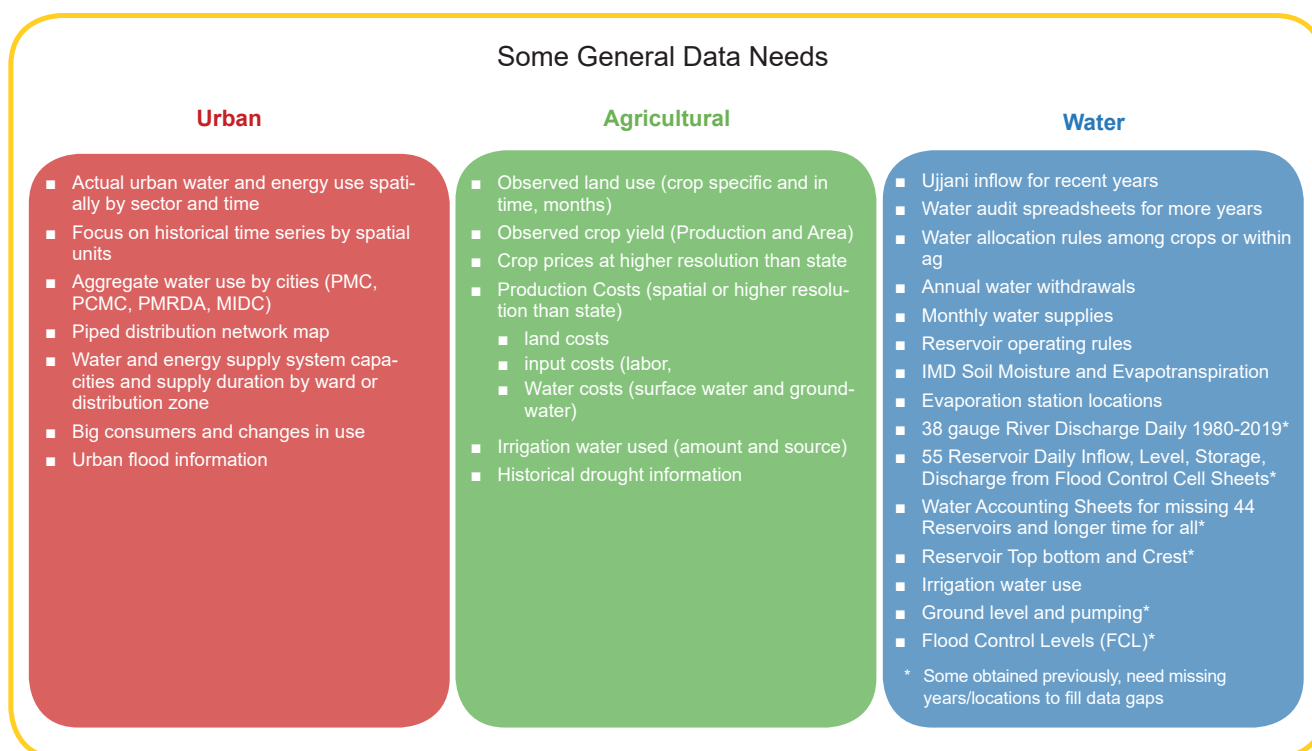 Some General Data Needs
Urban
■ Actual urban water and energy use spati-
ally by sector and time
■ Focus on historical time series by spatial
units
■ Aggregate water use by cities (PMC,
PCMC, PMRDA, MIDC)
■ Piped distribution network map
■ Water and energy supply system capa-
cities and supply duration by ward or
distribution zone
■ Big consumers and changes in use
■ Urban flood information
Agricultural
■ Observed land use (crop specific and in
time, months)
■ Observed crop yield (Production and Area)
■ Crop prices at higher resolution than state
■ Production Costs (spatial or higher resolu-
tion than state)
■ land costs
■ input costs (labor,
■ Water costs (surface water and ground-
water)
■ Irrigation water used (amount and source)
■ Historical drought information
Water
■ Ujjani inflow for recent years
■ Water audit spreadsheets for more years
■ Water allocation rules among crops or within
ag
■ Annual water withdrawals
■ Monthly water supplies
■ Reservoir operating rules
■ IMD Soil Moisture and Evapotranspiration
■ Evaporation station locations
■ 38 gauge River Discharge Daily 1980-2019*
■ 55 Reservoir Daily Inflow, Level, Storage,
Discharge from Flood Control Cell Sheets*
■ Water Accounting Sheets for missing 44
Reservoirs and longer time for all*
■ Reservoir Top bottom and Crest*
■ Irrigation water use
■ Ground level and pumping*
■ Flood Control Levels (FCL)*
* Some obtained previously, need missing
years/locations to fill data gaps